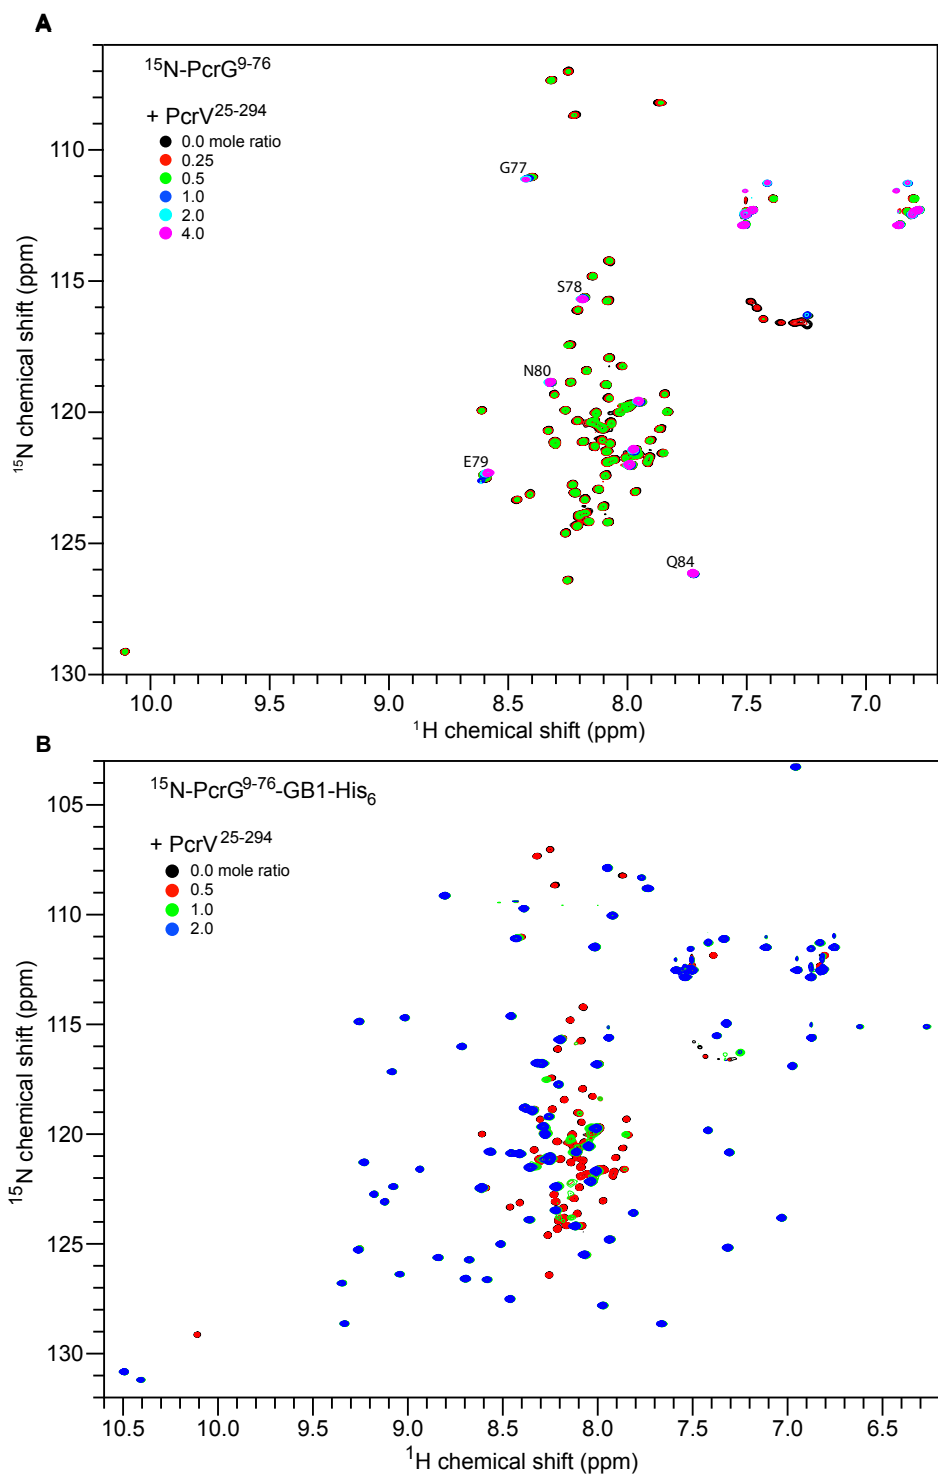 A
¹⁵N-PcrG⁹⁻⁷⁶
+ PcrV²⁵⁻²⁹⁴
0.0 mole ratio
0.25
0.5
1.0
2.0
4.0
G77
S78
N80
E79
Q84
110
115
120
125
130
¹⁵N chemical shift (ppm)
10.0 9.5 9.0 8.5 8.0 7.5 7.0
¹H chemical shift (ppm)
B
¹⁵N-PcrG⁹⁻⁷⁶-GB1-His₆
+ PcrV²⁵⁻²⁹⁴
0.0 mole ratio
0.5
1.0
2.0
105
110
115
120
125
130
¹⁵N chemical shift (ppm)
10.5 10.0 9.5 9.0 8.5 8.0 7.5 7.0 6.5
¹H chemical shift (ppm)